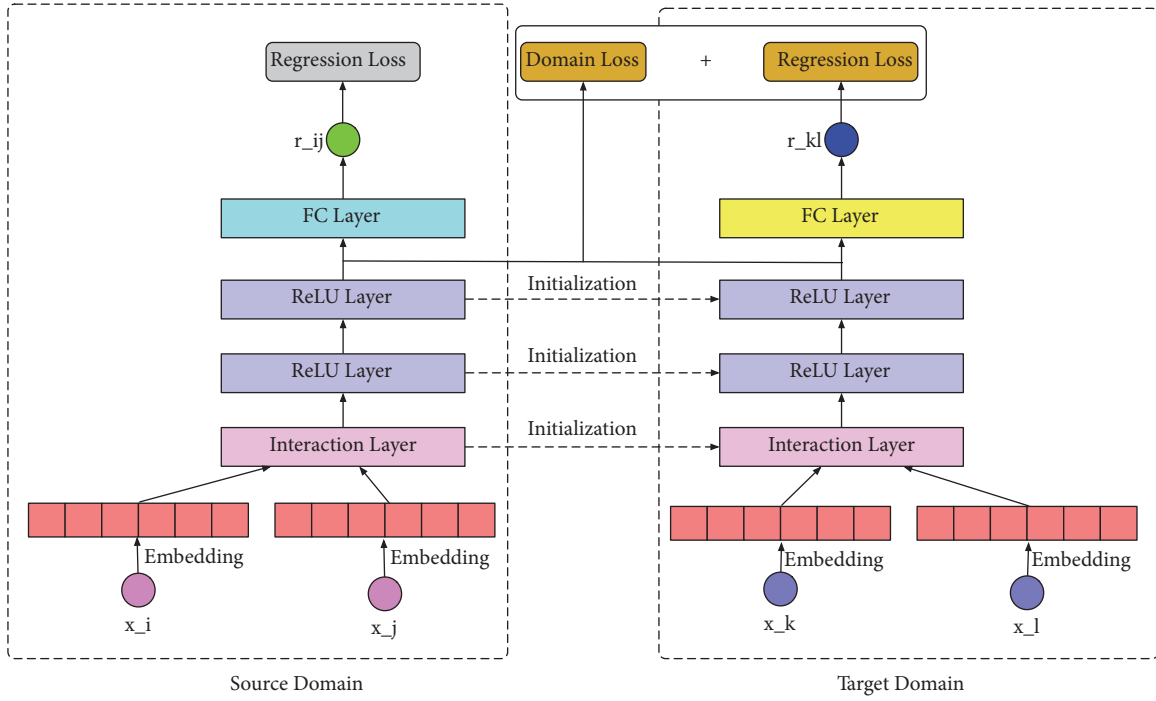 Regression Loss
Domain Loss
+
Regression Loss
r_ij
r_kl
FC Layer
FC Layer
ReLU Layer
Initialization
ReLU Layer
ReLU Layer
Initialization
ReLU Layer
Interaction Layer
Initialization
Interaction Layer
Embedding
Embedding
Embedding
Embedding
x_i
x_j
x_k
x_l
Source Domain
Target Domain